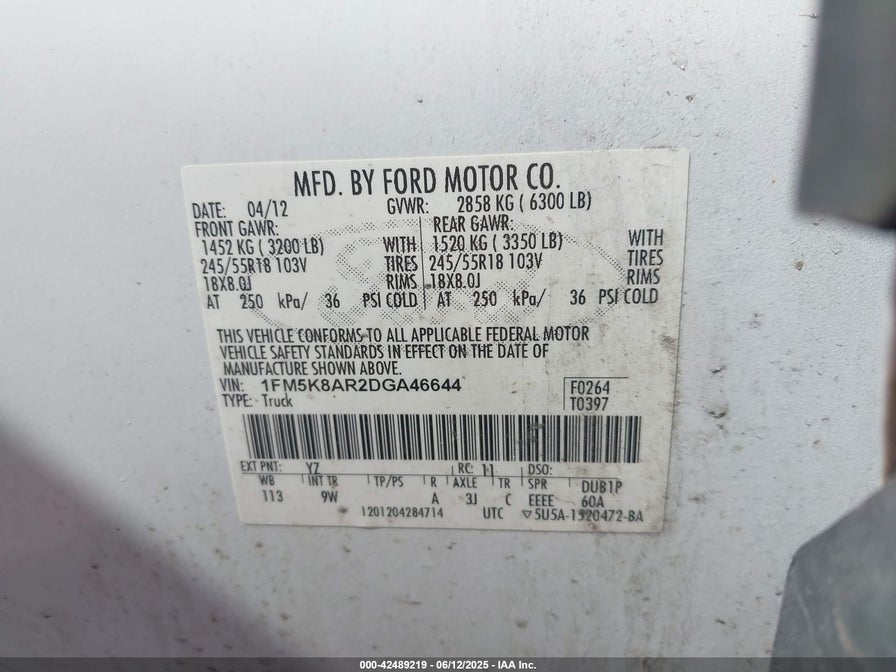 MFD. BY FORD MOTOR CO.
DATE: 04/12 GVWR: 2858 KG ( 6300 LB)
FRONT GAWR: REAR GAWR:
1452 KG ( 3200 LB) WITH 1520 KG ( 3350 LB) WITH
245/55R18 103V TIRES 245/55R18 103V TIRES
18X8.0J RIMS 18X8.0J RIMS
AT 250 kPa/ 36 PSI COLD AT 250 kPa/ 36 PSI COLD
THIS VEHICLE CONFORMS TO ALL APPLICABLE FEDERAL MOTOR
VEHICLE SAFETY STANDARDS IN EFFECT ON THE DATE OF
MANUFACTURE SHOWN ABOVE.
VIN: 1FM5K8AR2DGA46644 F0264
TYPE: Truck T0397
EXT PNT: YZ RC: 11 DSO:
WB INT TR TP/PS R AXLE TR SPR DUB1P
113 9W A 3J C EEEE 60A
1201204284714 UTC ▽5U5A-1520472-BA
000-42489219 - 06/12/2025 - IAA Inc.